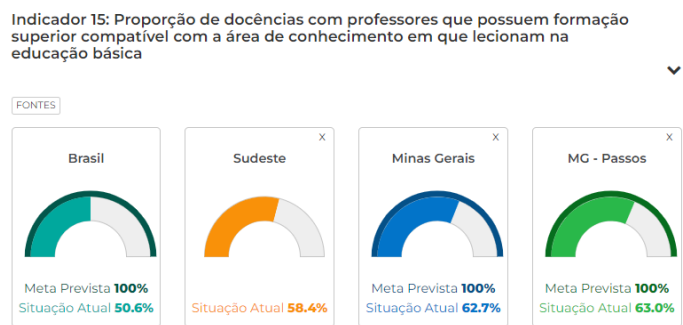 Indicador 15: Proporção de docências com professores que possuem formação
superior compatível com a área de conhecimento em que lecionam na
educação básica
FONTES
Brasil
Meta Prevista 100%
Situação Atual 50.6%
X
Sudeste
Situação Atual 58.4%
X
Minas Gerais
Meta Prevista 100%
Situação Atual 62.7%
X
MG - Passos
Meta Prevista 100%
Situação Atual 63.0%